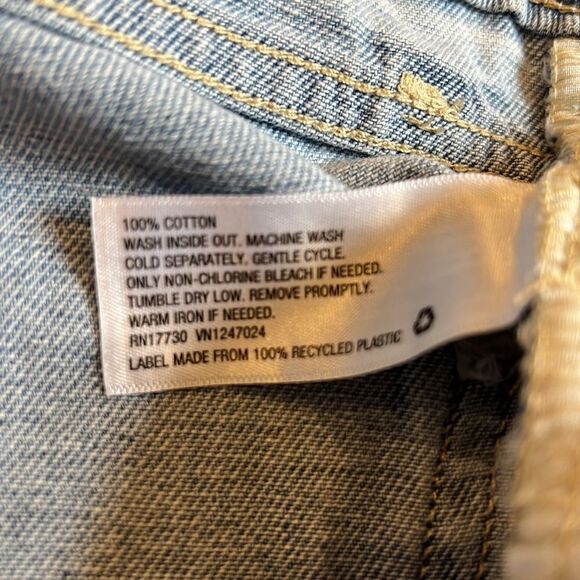 100% COTTON
WASH INSIDE OUT. MACHINE WASH
COLD SEPARATELY. GENTLE CYCLE.
ONLY NON-CHLORINE BLEACH IF NEEDED.
TUMBLE DRY LOW. REMOVE PROMPTLY.
WARM IRON IF NEEDED.
RN17730 VN1247024
LABEL MADE FROM 100% RECYCLED PLASTIC